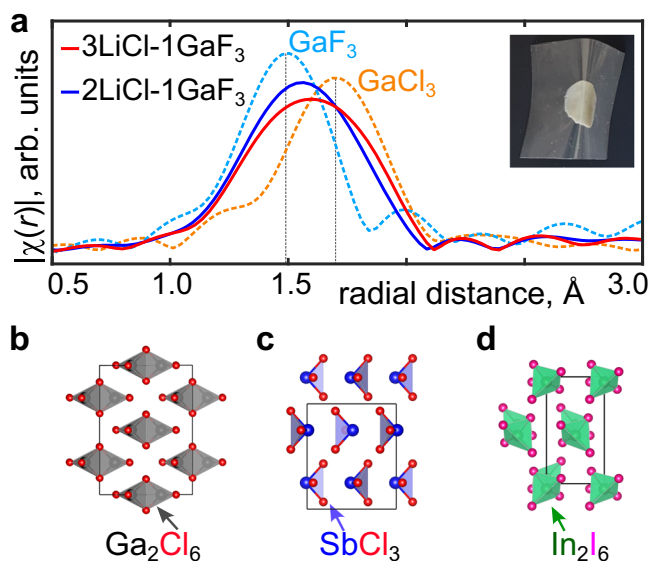 a
3LiCl-1GaF₃
2LiCl-1GaF₃
GaF₃
GaCl₃
|χ(r)|, arb. units
0.5 1.0 1.5 3.0
radial distance, Å
b c d
Ga₂Cl₆ SbCl₃ In₂I₆